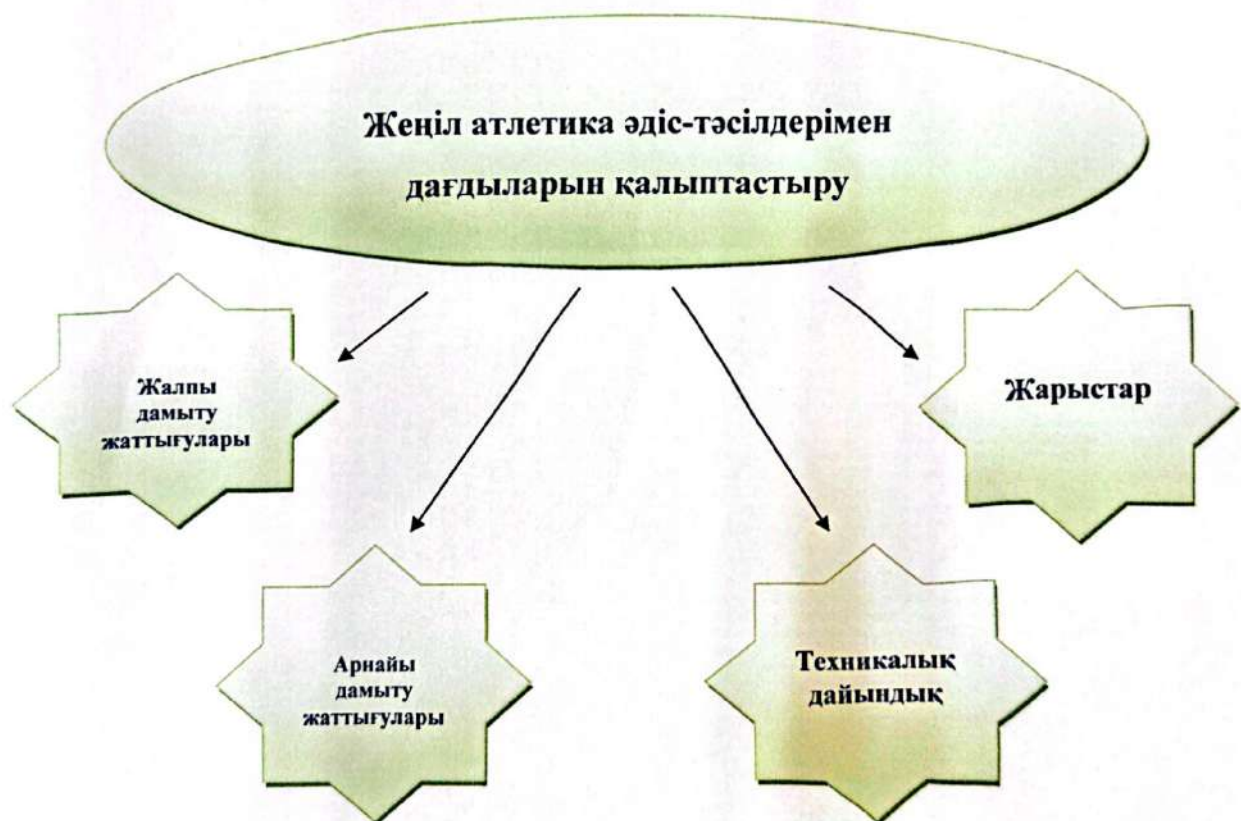 Жеңіл атлетика әдіс-тәсілдерімен
дағдыларын қалыптастыру
Жалпы
дамыту
жаттығулары
Арнайы
дамыту
жаттығулары
Техникалық
дайындық
Жарыстар